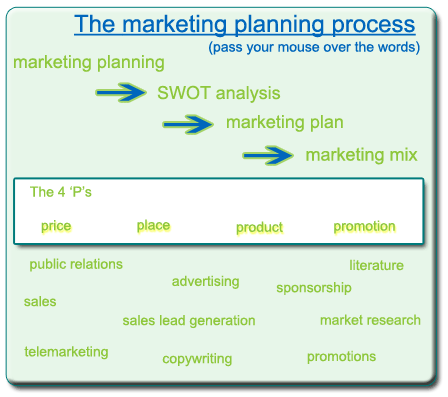 The marketing planning process
(pass your mouse over the words)
marketing planning
SWOT analysis
marketing plan
marketing mix
The 4 'P's
price place product promotion
public relations
literature
advertising
sponsorship
sales
sales lead generation
market research
telemarketing
copywriting
promotions